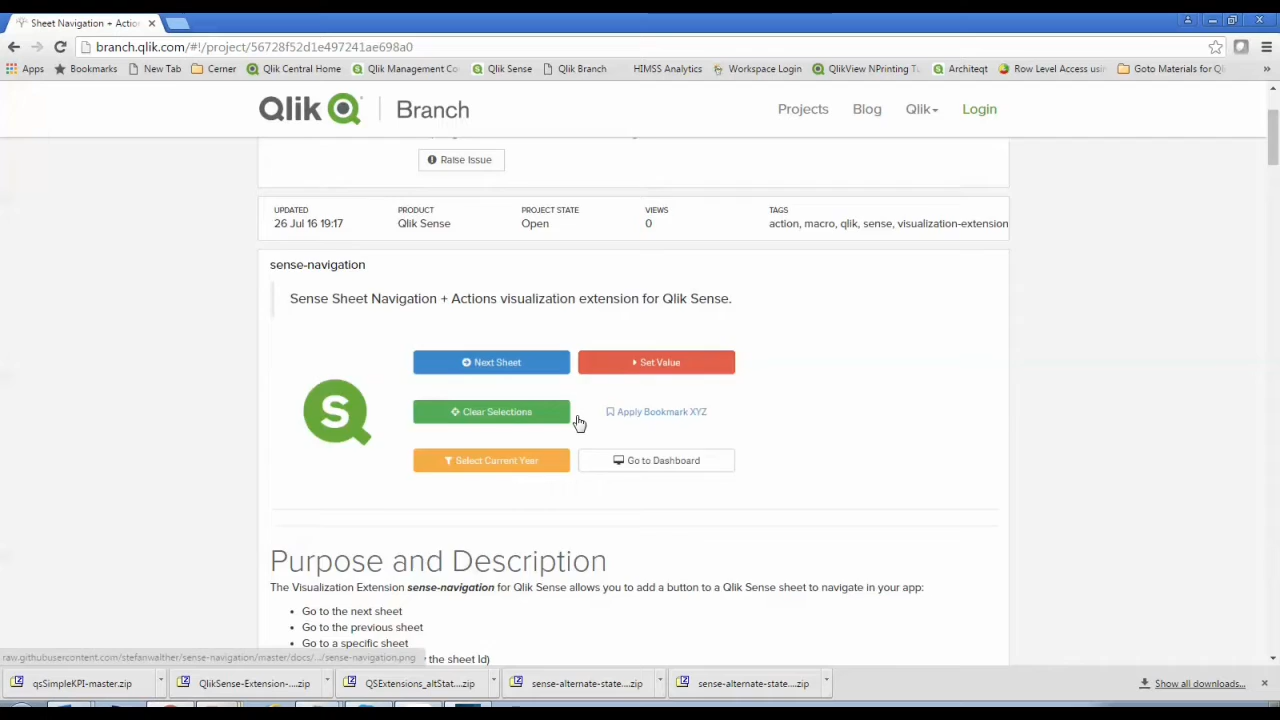 Sheet Navigation + Actio
branch.qlik.com/#!/project/56728f52d1e497241ae698a0
Apps Bookmarks New Tab Cerner Qlik Central Home Qlik Management Co Qlik Sense Qlik Branch HIMSS Analytics Workspace Login QlikView NPrinting Tu Architeqt Row Level Access usin Goto Materials for Qli »
Qlik Branch Projects Blog Qlik Login
Raise Issue
UPDATED PRODUCT PROJECT STATE VIEWS TAGS
26 Jul 16 19:17 Qlik Sense Open 0 action, macro, qlik, sense, visualization-extension
sense-navigation
Sense Sheet Navigation + Actions visualization extension for Qlik Sense.
Next Sheet Set Value
S Clear Selections Apply Bookmark XYZ
Select Current Year Go to Dashboard
Purpose and Description
The Visualization Extension sense-navigation for Qlik Sense allows you to add a button to a Qlik Sense sheet to navigate in your app:
• Go to the next sheet
• Go to the previous sheet
• Go to a specific sheet
raw.githubusercontent.com/stefanwalther/sense-navigation/master/docs/.../sense-navigation.png the sheet Id)
qsSimpleKPI-master.zip QlikSense-Extension-....zip QSExtensions_altStat....zip sense-alternate-state....zip sense-alternate-state....zip Show all downloads...